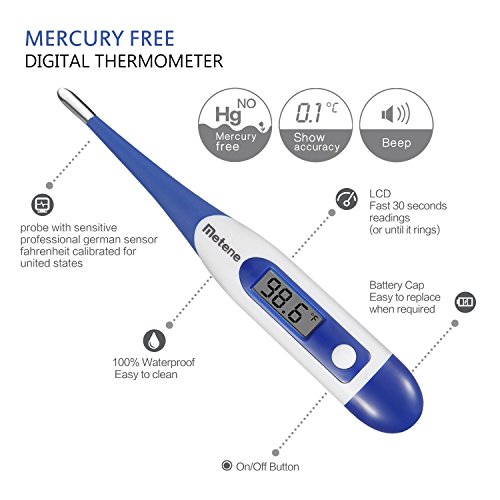 MERCURY FREE
DIGITAL THERMOMETER
NO
Hg
Mercury
free
0.1 °C
Show
accuracy
Beep
probe with sensitive
professional german sensor
fahrenheit calibrated for
united states
LCD
Fast 30 seconds
readings
(or until it rings)
metene
98.6 °F
Battery Cap
Easy to replace
when required
100% Waterproof
Easy to clean
On/Off Button